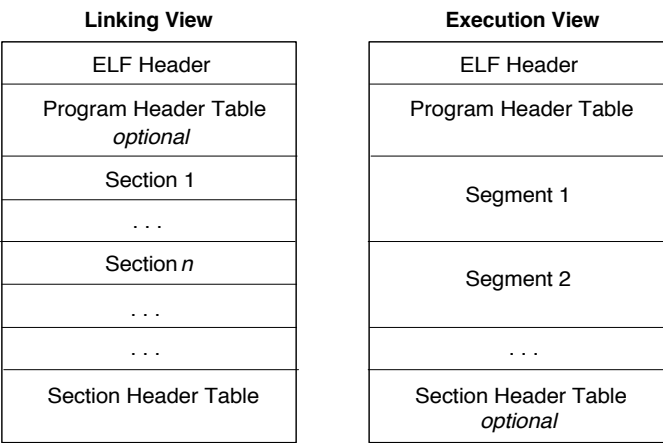 Linking View
ELF Header
Program Header Table
optional
Section 1
. . .
Section n
. . .
. . .
Section Header Table
Execution View
ELF Header
Program Header Table
Segment 1
Segment 2
. . .
Section Header Table
optional